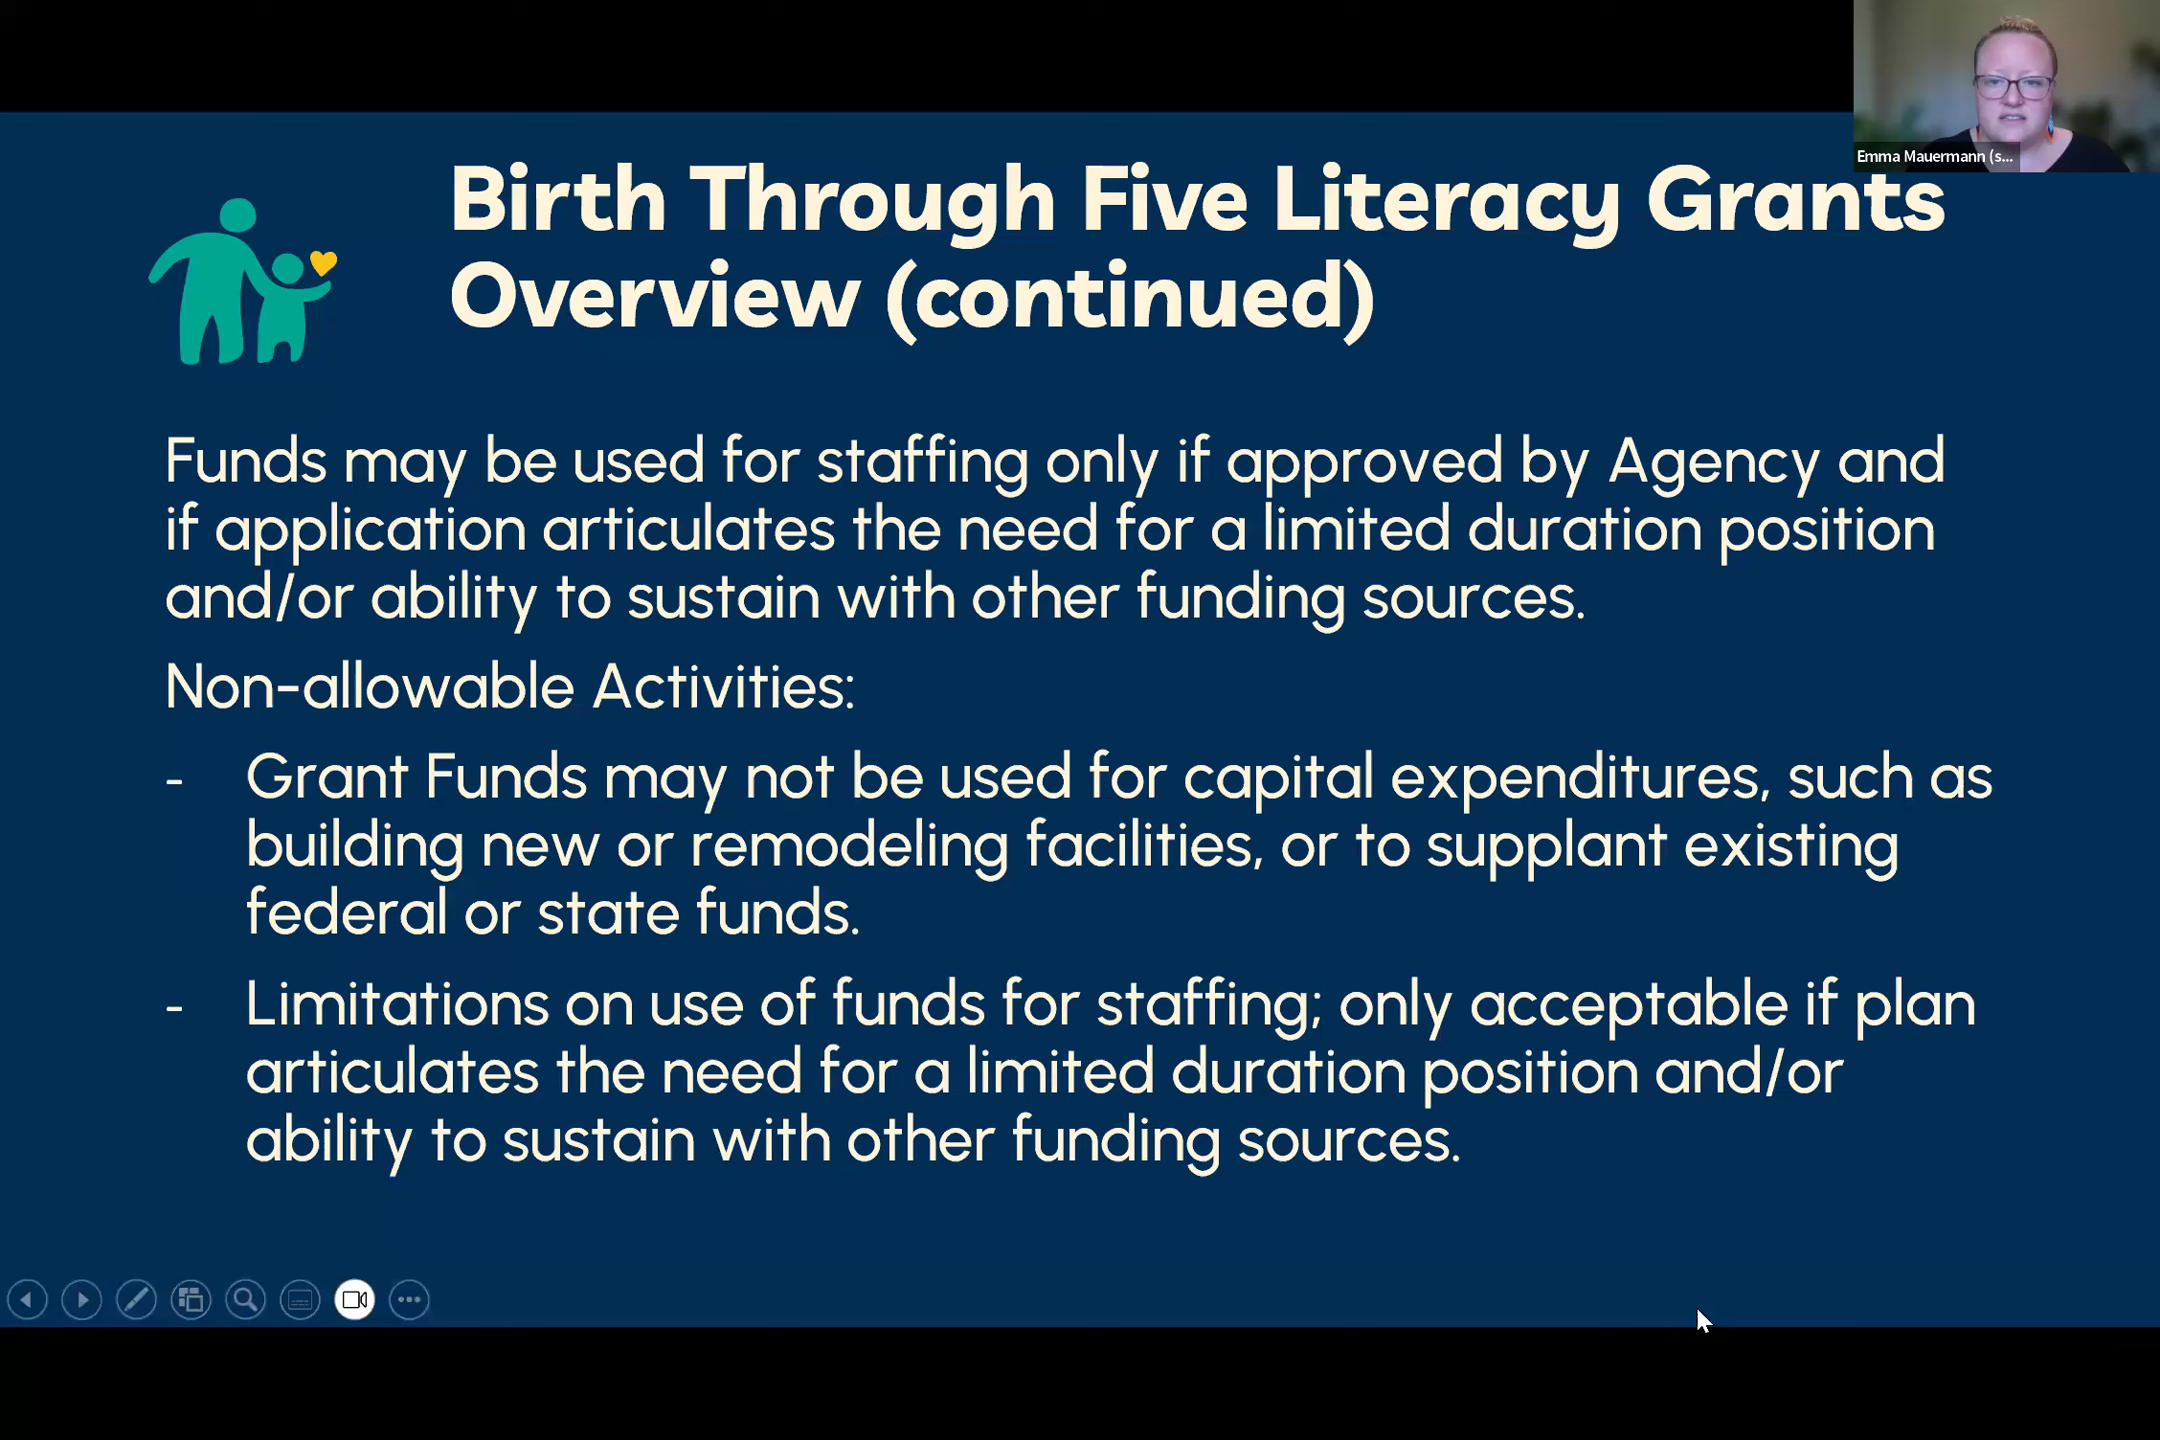 Emma Mauermann (s...
Birth Through Five Literacy Grants
Overview (continued)
Funds may be used for staffing only if approved by Agency and
if application articulates the need for a limited duration position
and/or ability to sustain with other funding sources.
Non-allowable Activities:
- Grant Funds may not be used for capital expenditures, such as
building new or remodeling facilities, or to supplant existing
federal or state funds.
- Limitations on use of funds for staffing; only acceptable if plan
articulates the need for a limited duration position and/or
ability to sustain with other funding sources.